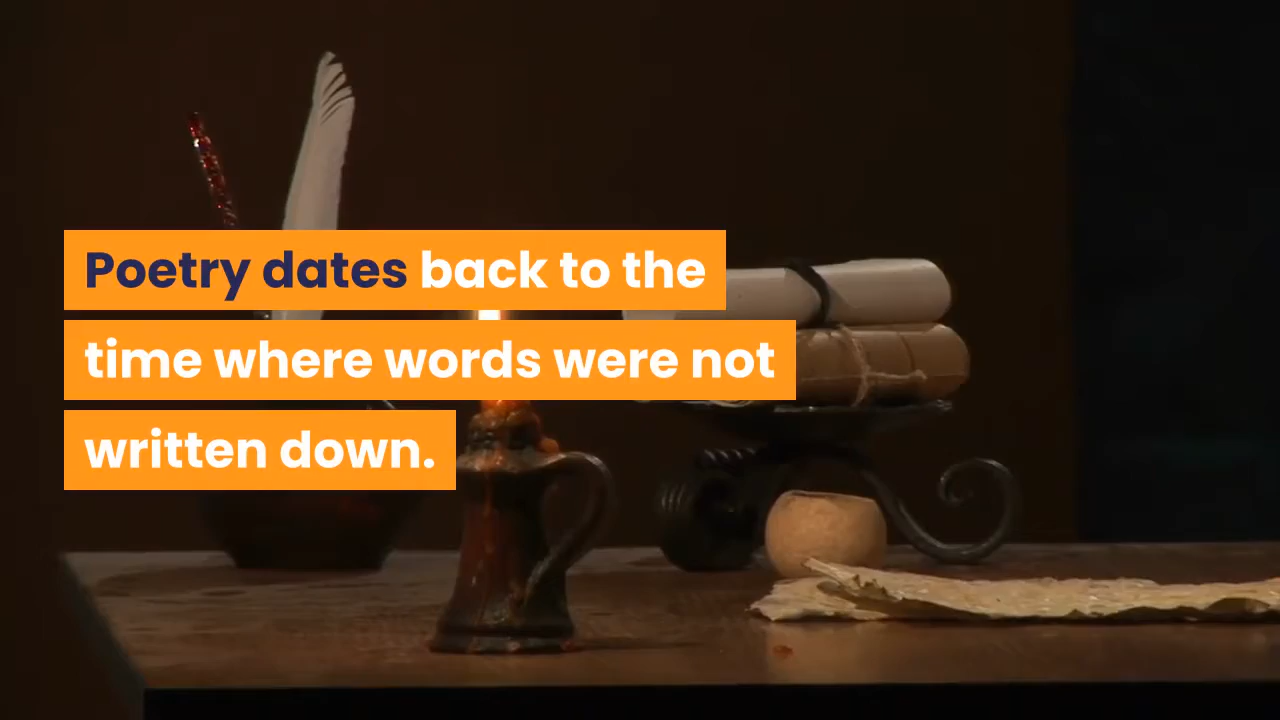 Poetry dates back to the
time where words were not
written down.